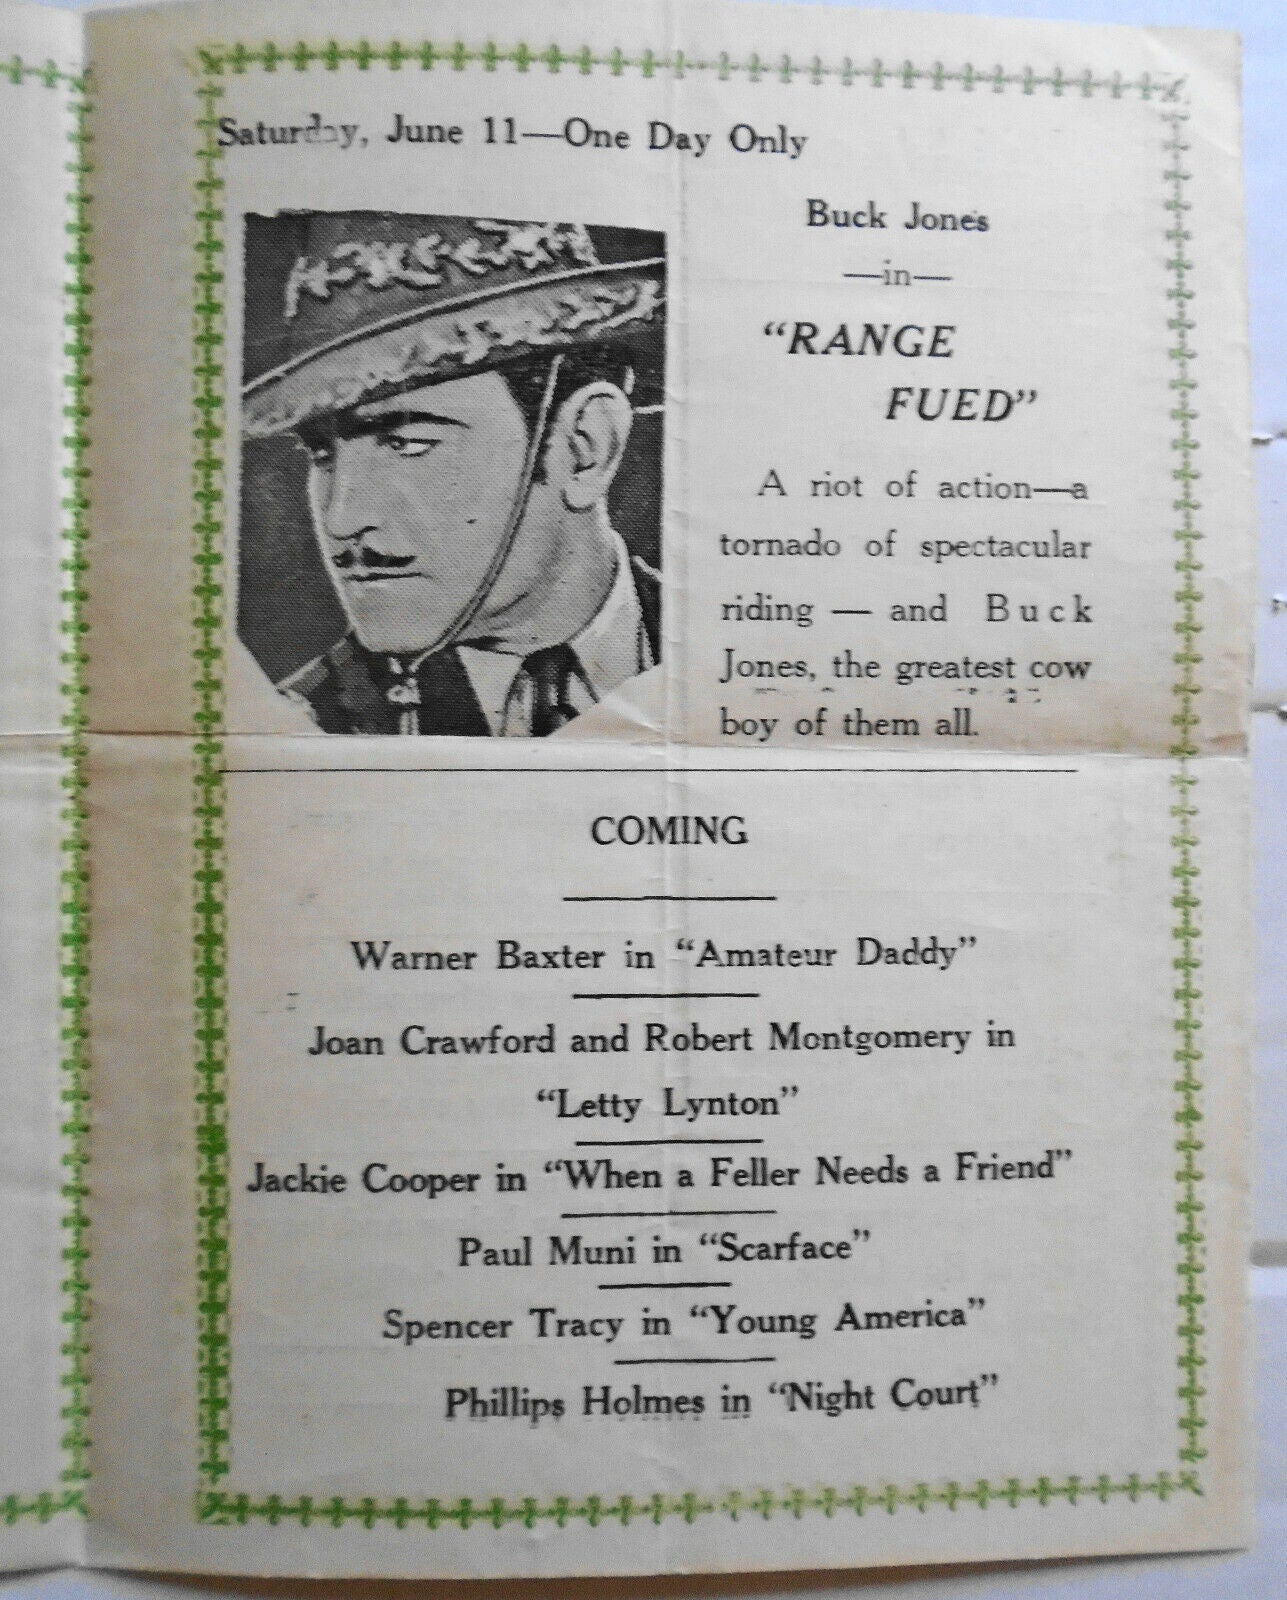 Saturday, June 11—One Day Only
Buck Jones
—in—
“RANGE
FUED”
A riot of action—a
tornado of spectacular
riding — and Buck
Jones, the greatest cow
boy of them all.
COMING
Warner Baxter in “Amateur Daddy”
Joan Crawford and Robert Montgomery in
“Letty Lynton”
Jackie Cooper in “When a Feller Needs a Friend”
Paul Muni in “Scarface”
Spencer Tracy in “Young America”
Phillips Holmes in “Night Court”